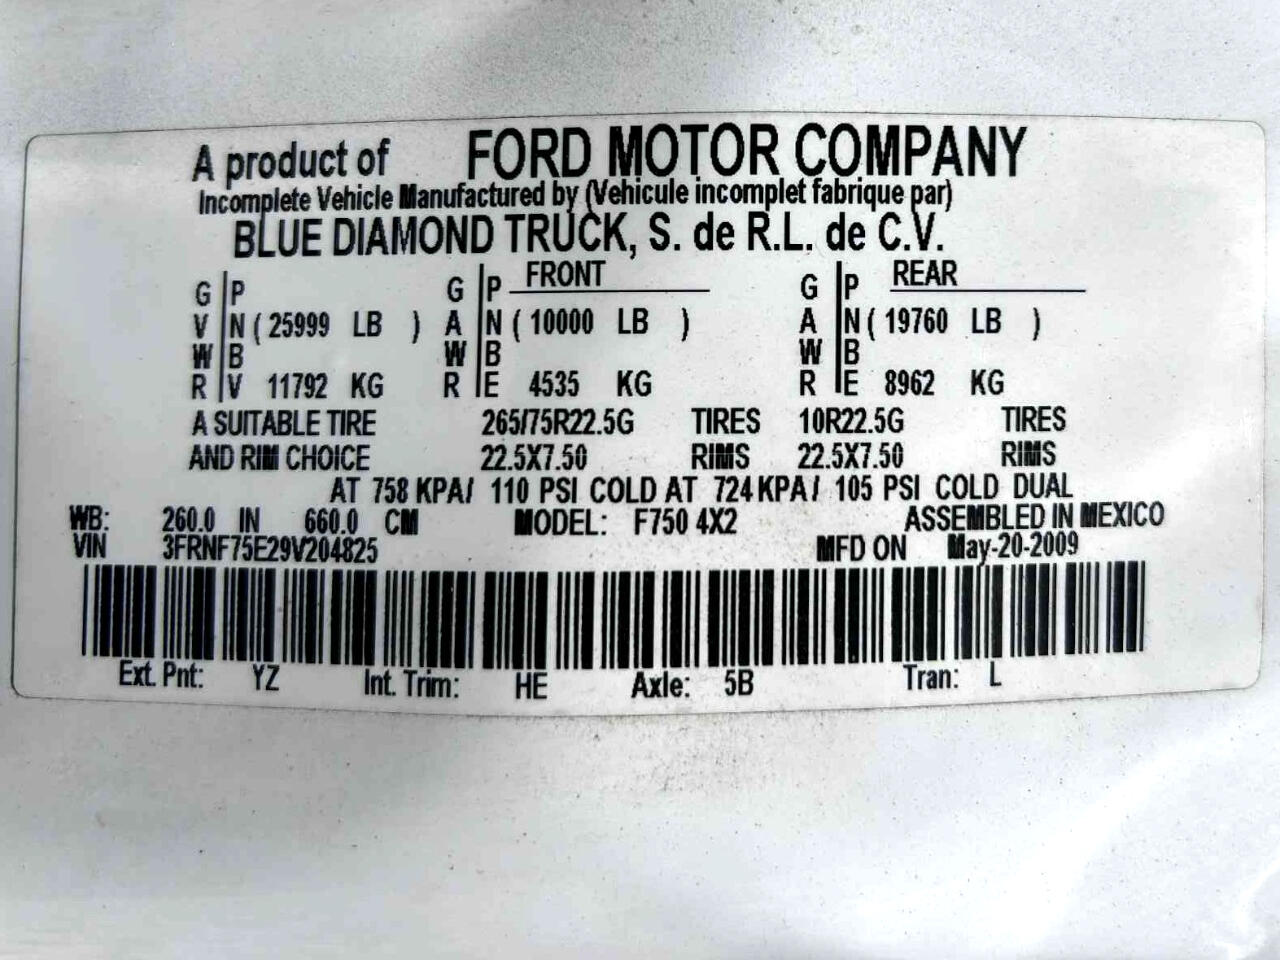 A product of FORD MOTOR COMPANY
Incomplete Vehicle Manufactured by (Vehicule incomplet fabrique par)
BLUE DIAMOND TRUCK, S. de R.L. de C.V.
FRONT REAR
G P G P G P
V N ( 25999 LB ) A N ( 10000 LB ) A N ( 19760 LB )
W B W B W B
R V 11792 KG R E 4535 KG R E 8962 KG
A SUITABLE TIRE 265/75R22.5G TIRES 10R22.5G TIRES
AND RIM CHOICE 22.5X7.50 RIMS 22.5X7.50 RIMS
AT 758 KPA/ 110 PSI COLD AT 724 KPA/ 105 PSI COLD DUAL
WB: 260.0 IN 660.0 CM MODEL: F750 4X2 ASSEMBLED IN MEXICO
VIN 3FRNF75E29V204825 MFD ON May-20-2009
Ext. Pnt: YZ Int. Trim: HE Axle: 5B Tran: L